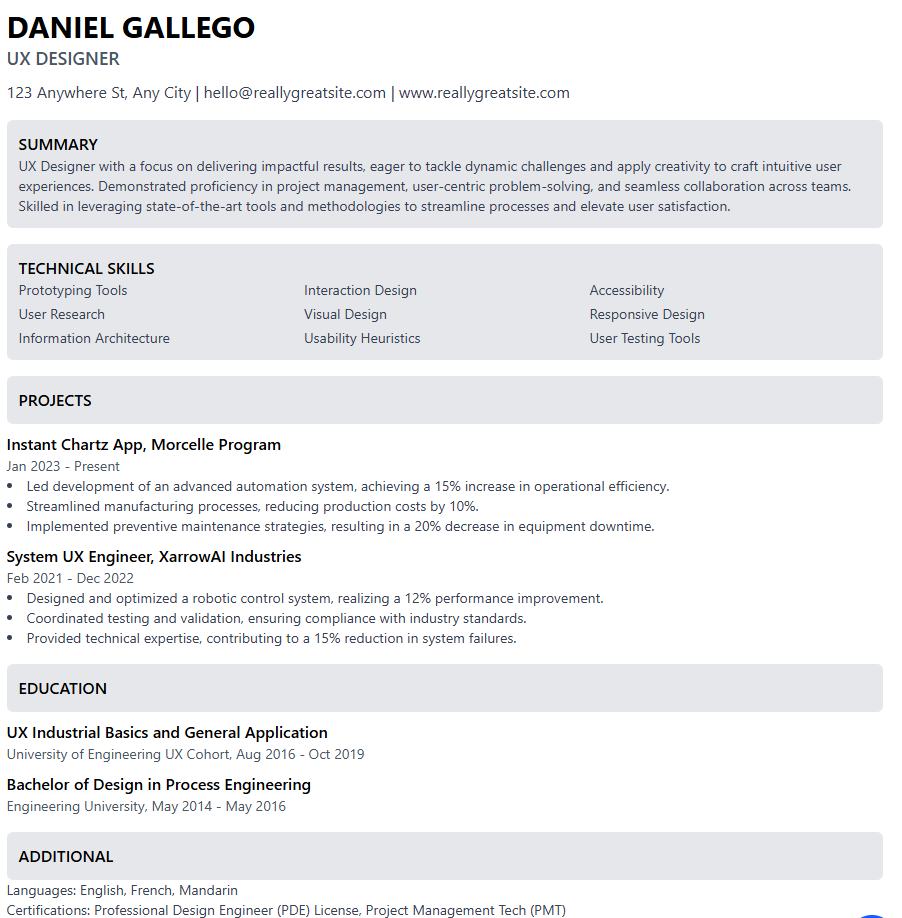 DANIEL GALLEGO
UX DESIGNER
123 Anywhere St, Any City | hello@reallygreatsite.com | www.reallygreatsite.com
SUMMARY
UX Designer with a focus on delivering impactful results, eager to tackle dynamic challenges and apply creativity to craft intuitive user
experiences. Demonstrated proficiency in project management, user-centric problem-solving, and seamless collaboration across teams.
Skilled in leveraging state-of-the-art tools and methodologies to streamline processes and elevate user satisfaction.
TECHNICAL SKILLS
Prototyping Tools Interaction Design Accessibility
User Research Visual Design Responsive Design
Information Architecture Usability Heuristics User Testing Tools
PROJECTS
Instant Chartz App, Morcelle Program
Jan 2023 - Present
• Led development of an advanced automation system, achieving a 15% increase in operational efficiency.
• Streamlined manufacturing processes, reducing production costs by 10%.
• Implemented preventive maintenance strategies, resulting in a 20% decrease in equipment downtime.
System UX Engineer, XarrowAI Industries
Feb 2021 - Dec 2022
• Designed and optimized a robotic control system, realizing a 12% performance improvement.
• Coordinated testing and validation, ensuring compliance with industry standards.
• Provided technical expertise, contributing to a 15% reduction in system failures.
EDUCATION
UX Industrial Basics and General Application
University of Engineering UX Cohort, Aug 2016 - Oct 2019
Bachelor of Design in Process Engineering
Engineering University, May 2014 - May 2016
ADDITIONAL
Languages: English, French, Mandarin
Certifications: Professional Design Engineer (PDE) License, Project Management Tech (PMT)